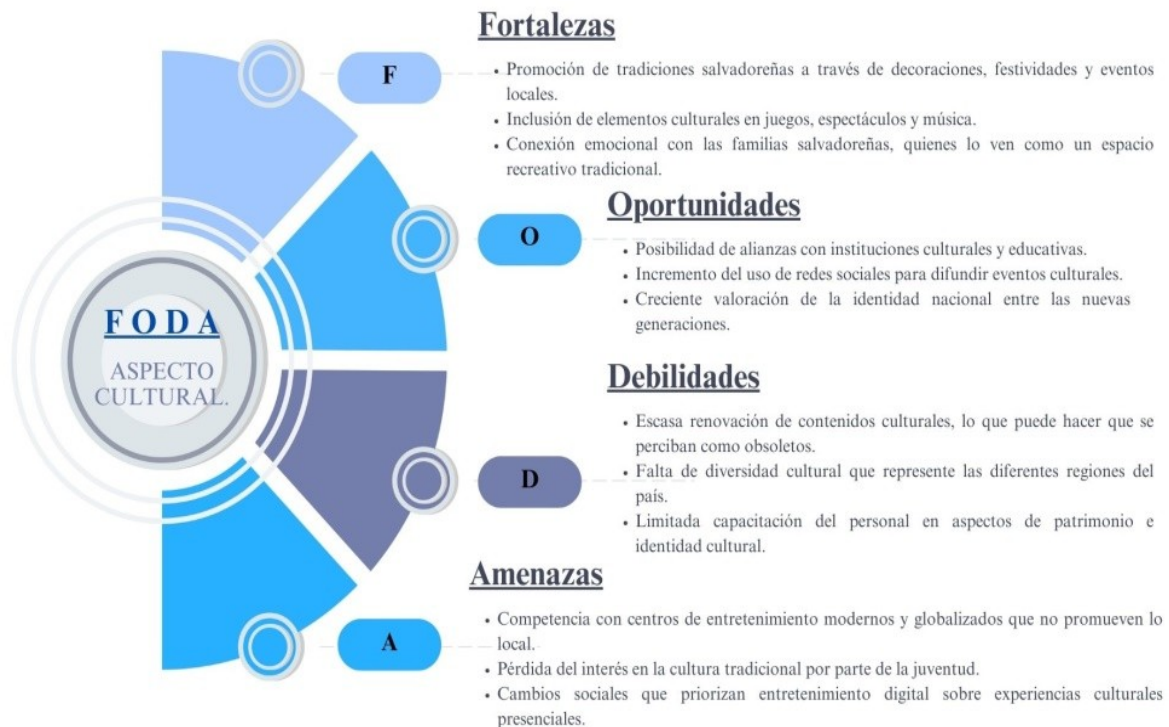 FODA
ASPECTO
CULTURAL.
F
Fortalezas
• Promoción de tradiciones salvadoreñas a través de decoraciones, festividades y eventos
locales.
• Inclusión de elementos culturales en juegos, espectáculos y música.
• Conexión emocional con las familias salvadoreñas, quienes lo ven como un espacio
recreativo tradicional.
O
Oportunidades
• Posibilidad de alianzas con instituciones culturales y educativas.
• Incremento del uso de redes sociales para difundir eventos culturales.
• Creciente valoración de la identidad nacional entre las nuevas
generaciones.
D
Debilidades
• Escasa renovación de contenidos culturales, lo que puede hacer que se
perciban como obsoletos.
• Falta de diversidad cultural que represente las diferentes regiones del
país.
• Limitada capacitación del personal en aspectos de patrimonio e
identidad cultural.
A
Amenazas
• Competencia con centros de entretenimiento modernos y globalizados que no promueven lo
local.
• Pérdida del interés en la cultura tradicional por parte de la juventud.
• Cambios sociales que priorizan entretenimiento digital sobre experiencias culturales
presenciales.